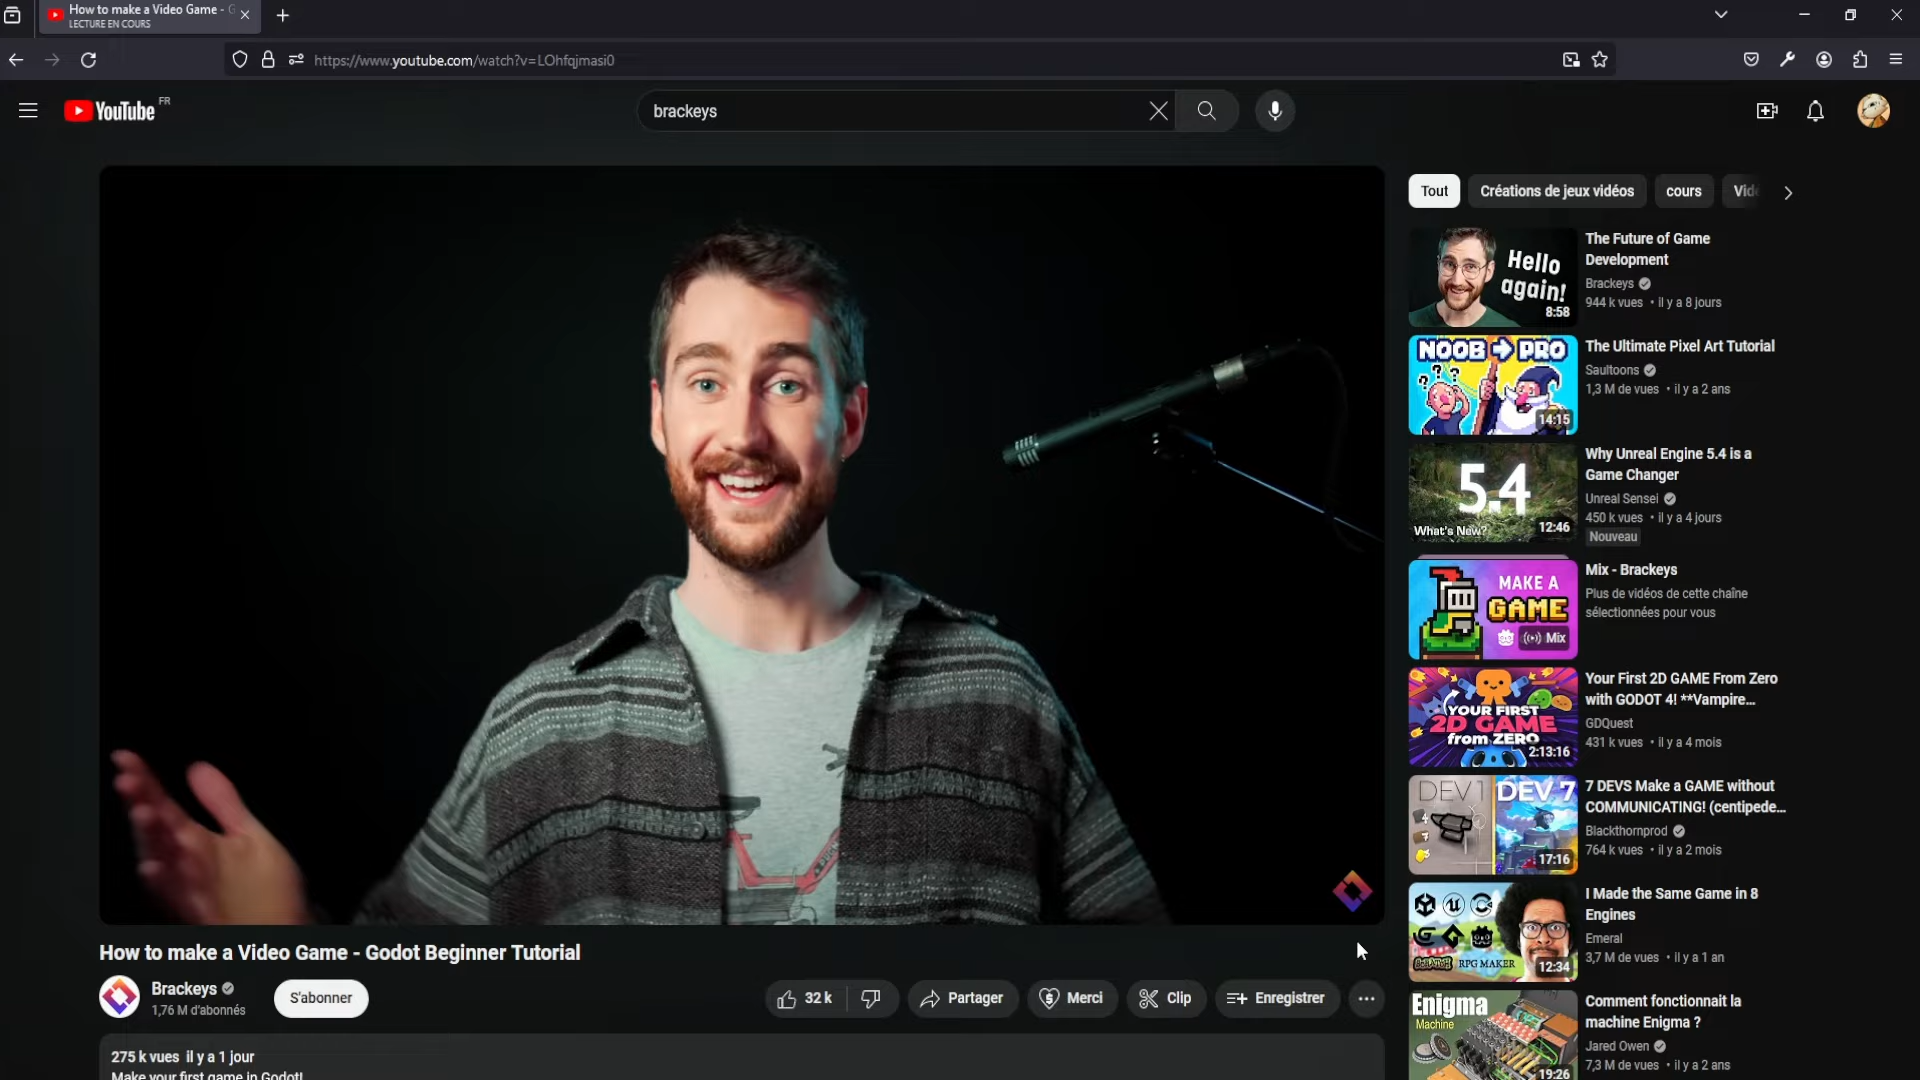 How to make a Video Game - G
LECTURE EN COURS
https://www.youtube.com/watch?v=LOhfqjmasi0
YouTube FR
brackeys
Tout
Créations de jeux vidéos
cours
Vidé
Hello
again!
8:58
The Future of Game
Development
Brackeys
944 k vues • il y a 8 jours
NOOB PRO
? ? ?
14:15
The Ultimate Pixel Art Tutorial
Saultoons
1,3 M de vues • il y a 2 ans
5.4
What's New?
12:46
Why Unreal Engine 5.4 is a
Game Changer
Unreal Sensei
450 k vues • il y a 4 jours
Nouveau
MAKE A
GAME
Mix
Mix - Brackeys
Plus de vidéos de cette chaîne
sélectionnées pour vous
YOUR FIRST
2D GAME
from ZERO
2:13:16
Your First 2D GAME From Zero
with GODOT 4! **Vampire...
GDQuest
431 k vues • il y a 4 mois
DEV 1
DEV 7
17:16
7 DEVS Make a GAME without
COMMUNICATING! (centipede...
Blackthornprod
764 k vues • il y a 2 mois
SCRATCH
RPG MAKER
12:34
I Made the Same Game in 8
Engines
Emeral
3,7 M de vues • il y a 1 an
Enigma
Machine
19:26
Comment fonctionnait la
machine Enigma ?
Jared Owen
7,3 M de vues • il y a 2 ans
How to make a Video Game - Godot Beginner Tutorial
Brackeys
1,76 M d'abonnés
S'abonner
32 k
Partager
Merci
Clip
Enregistrer
275 k vues il y a 1 jour
Make your first game in Godot!